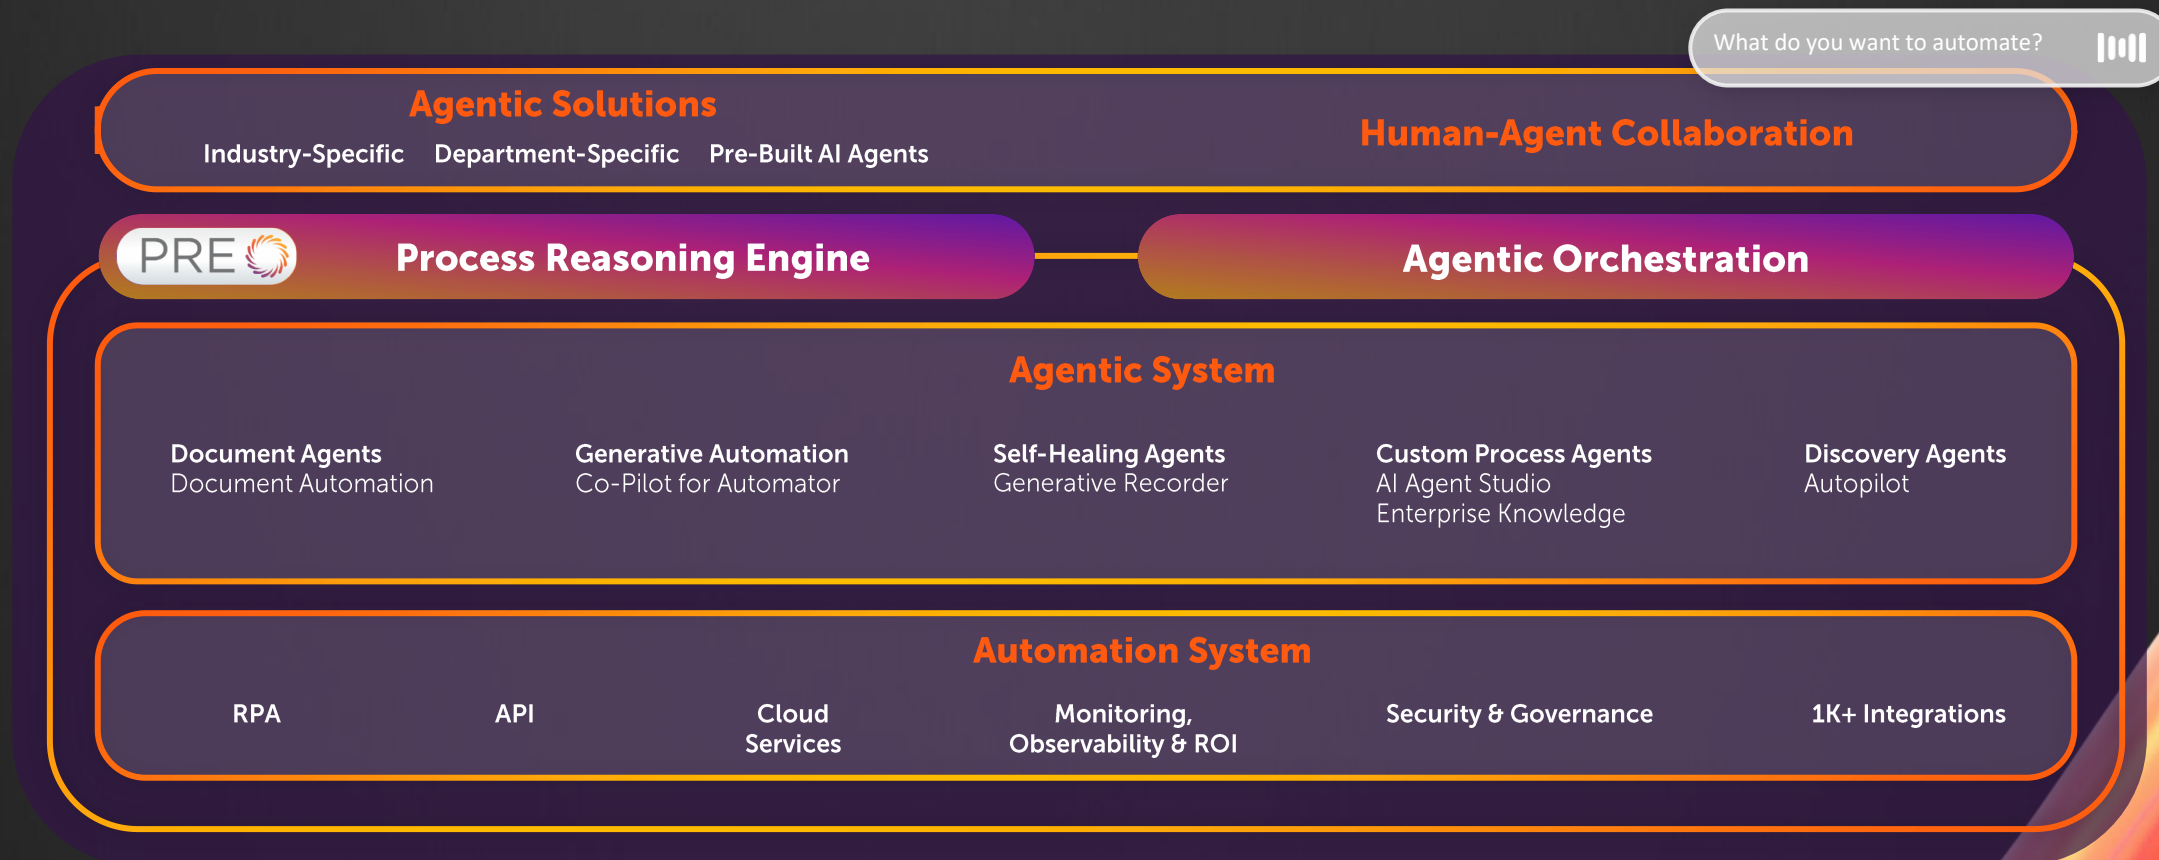 What do you want to automate?
Agentic Solutions
Industry-Specific Department-Specific Pre-Built AI Agents
Human-Agent Collaboration
PRE
Process Reasoning Engine
Agentic Orchestration
Agentic System
Document Agents
Document Automation
Generative Automation
Co-Pilot for Automator
Self-Healing Agents
Generative Recorder
Custom Process Agents
AI Agent Studio
Enterprise Knowledge
Discovery Agents
Autopilot
Automation System
RPA
API
Cloud
Services
Monitoring,
Observability & ROI
Security & Governance
1K+ Integrations